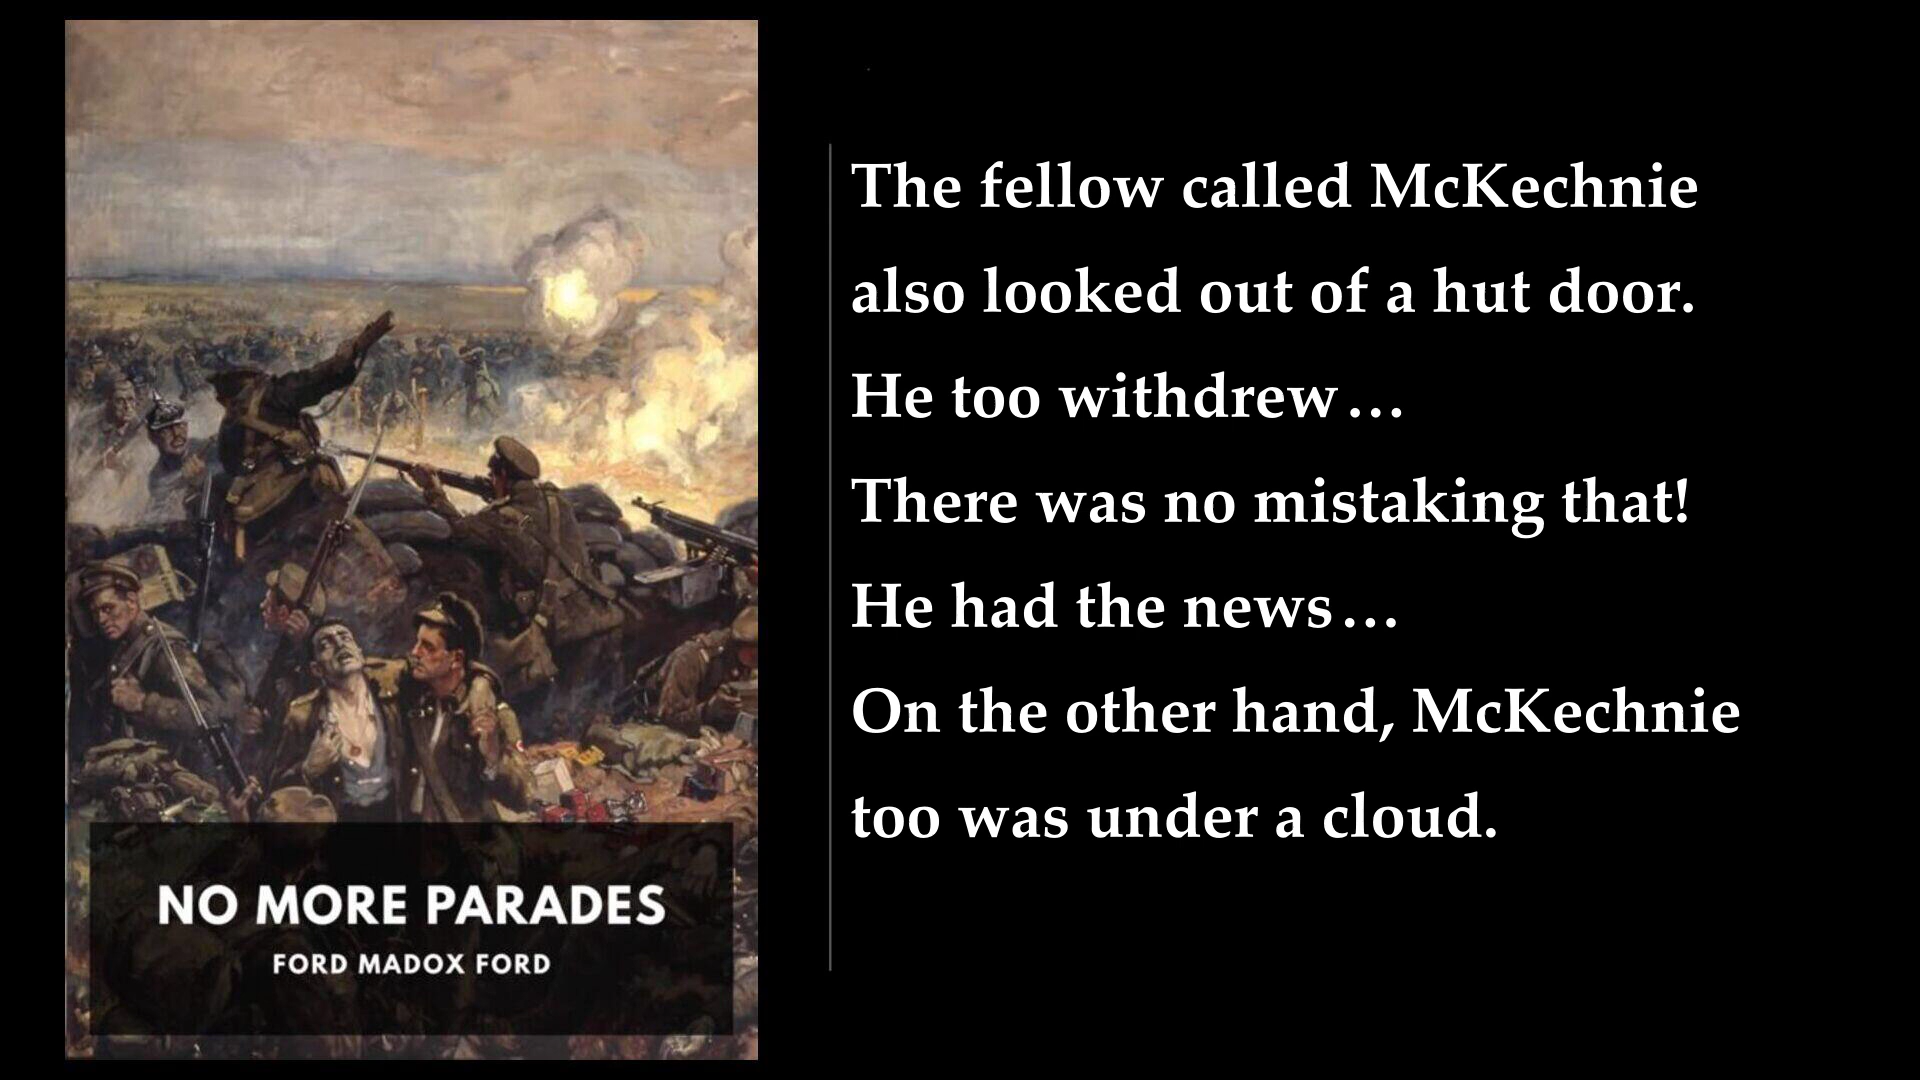 NO MORE PARADES
FORD MADOX FORD
The fellow called McKechnie
also looked out of a hut door.
He too withdrew…
There was no mistaking that!
He had the news…
On the other hand, McKechnie
too was under a cloud.